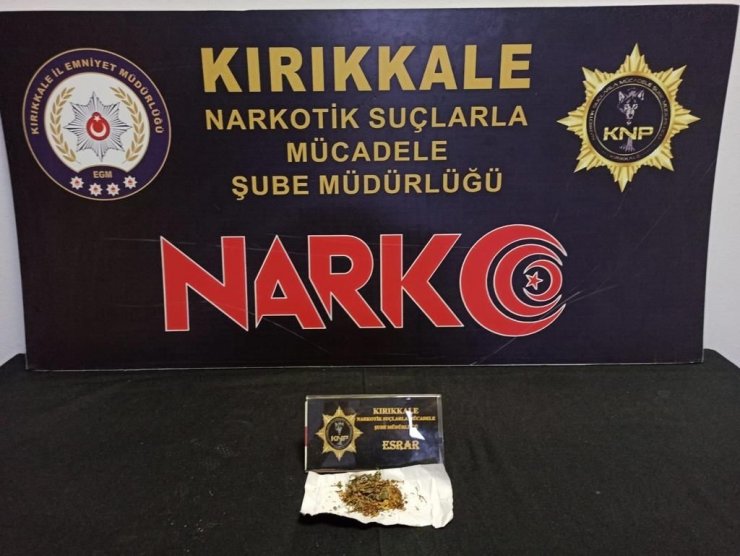 KIRIKKALE
NARKOTİK SUÇLARLA
MÜCADELE
ŞUBE MÜDÜRLÜĞÜ
KIRIKKALE İL EMNİYET MÜDÜRLÜĞÜ
EGM
KNP
KIRIKKALE
NARKO
KIRIKKALE
NARKOTİK SUÇLARLA MÜCADELE
ŞUBE MÜDÜRLÜĞÜ
KNP
ESRAR